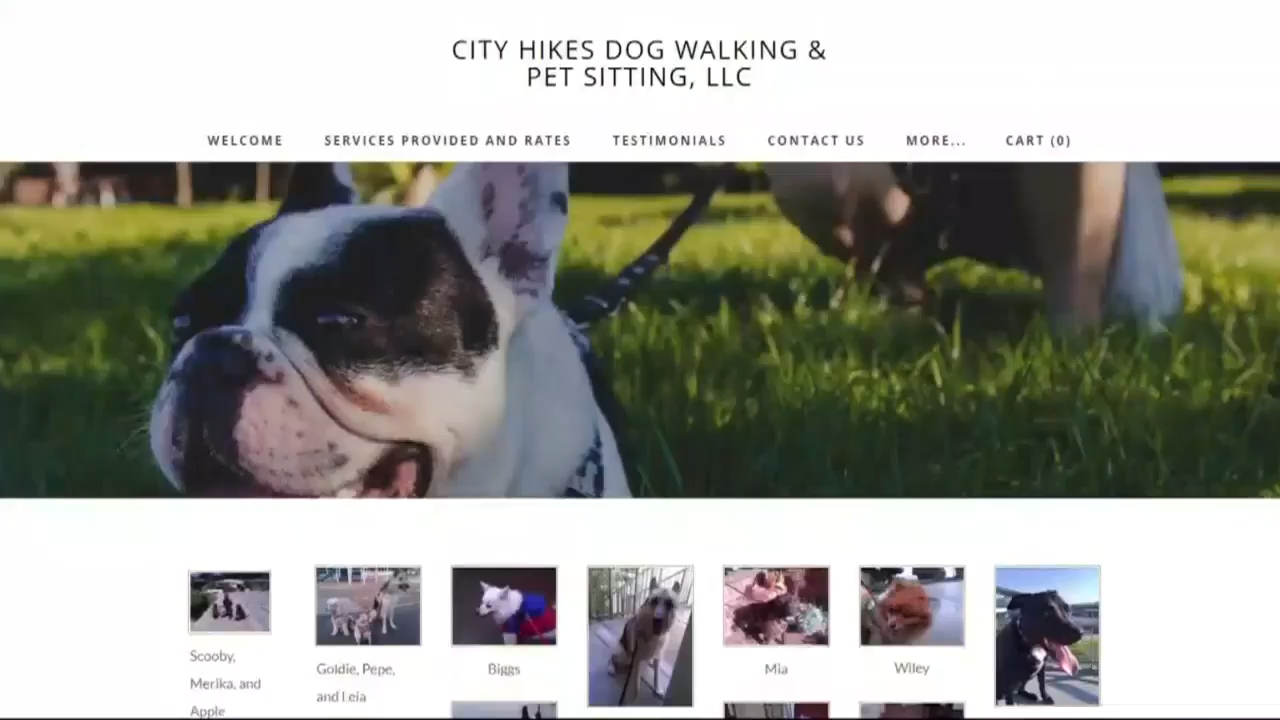 CITY HIKES DOG WALKING &
PET SITTING, LLC
WELCOME SERVICES PROVIDED AND RATES TESTIMONIALS CONTACT US MORE... CART (0)
Scooby,
Merika, and
Apple
Goldie, Pepe,
and Leia
Biggs
Mia
Wiley